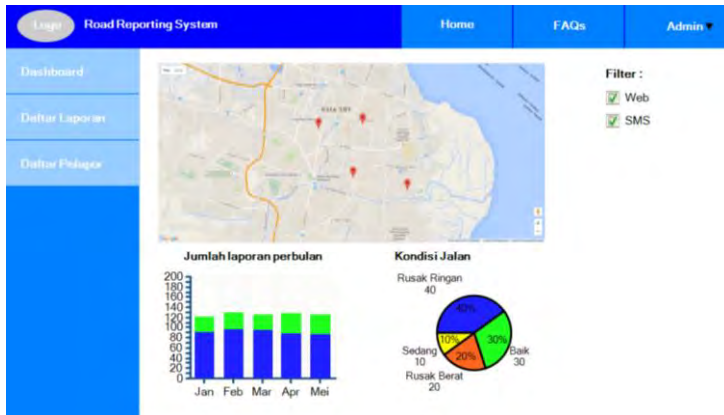 Logo Road Reporting System Home FAQs Admin
Dashboard
Daftar Laporan
Daftar Pelapor
Filter :
Web
SMS
Google
Jumlah laporan perbulan
200
180
160
140
120
100
80
60
40
20
0
Jan Feb Mar Apr Mei
Kondisi Jalan
Rusak Ringan
40
40%
30%
Baik
30
20%
Rusak Berat
20
10%
Sedang
10